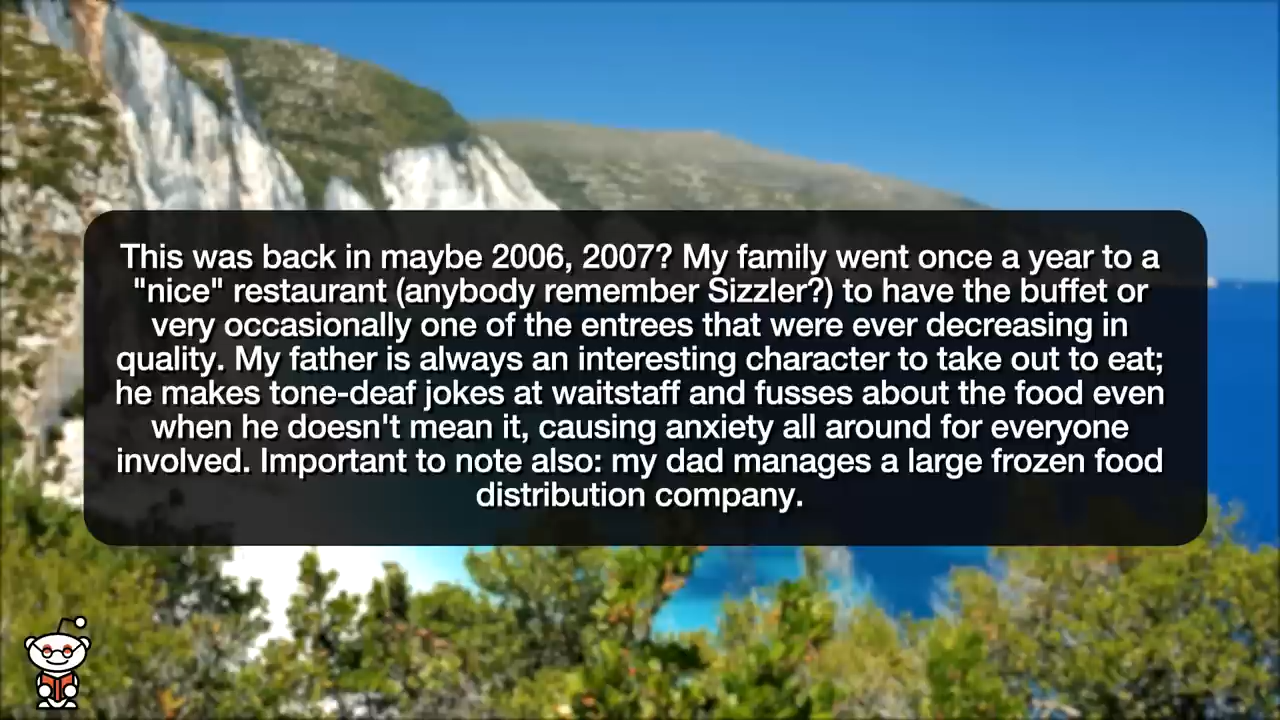 This was back in maybe 2006, 2007? My family went once a year to a
"nice" restaurant (anybody remember Sizzler?) to have the buffet or
very occasionally one of the entrees that were ever decreasing in
quality. My father is always an interesting character to take out to eat;
he makes tone-deaf jokes at waitstaff and fusses about the food even
when he doesn't mean it, causing anxiety all around for everyone
involved. Important to note also: my dad manages a large frozen food
distribution company.